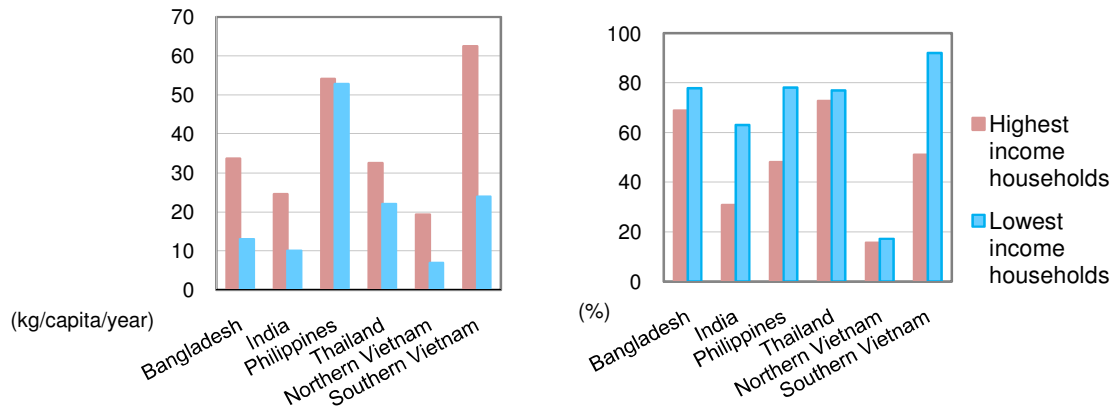 70
60
50
40
30
20
10
0
(kg/capita/year)
Bangladesh
India
Philippines
Thailand
Northern Vietnam
Southern Vietnam
100
80
60
40
20
0
(%)
Bangladesh
India
Philippines
Thailand
Northern Vietnam
Southern Vietnam
Highest
income
households
Lowest
income
households